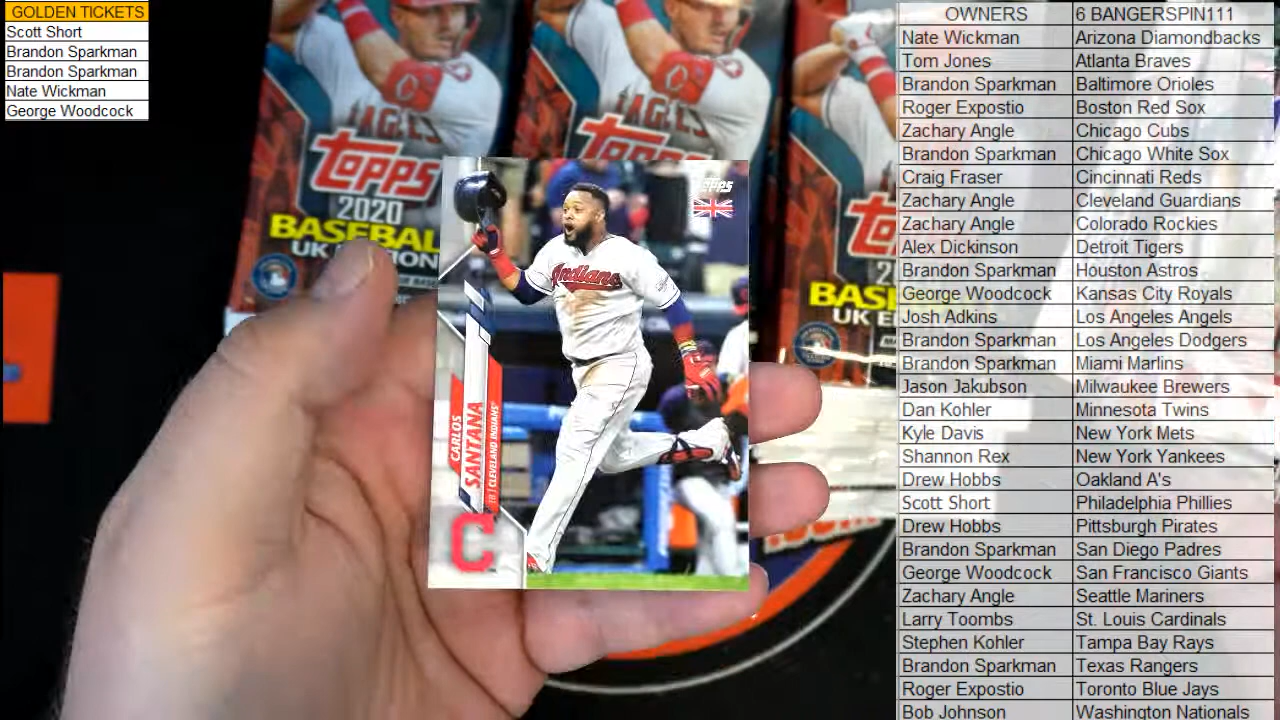 GOLDEN TICKETS
Scott Short
Brandon Sparkman
Brandon Sparkman
Nate Wickman
George Woodcock
TOPPS
2020
BASEBAL
UK
TOPPS
BAS
UK E
TOPPS
Indians
CARLOS
SANTANA
1B | CLEVELAND INDIANS
C
OWNERS 6 BANGERSPIN111
Nate Wickman Arizona Diamondbacks
Tom Jones Atlanta Braves
Brandon Sparkman Baltimore Orioles
Roger Expostio Boston Red Sox
Zachary Angle Chicago Cubs
Brandon Sparkman Chicago White Sox
Craig Fraser Cincinnati Reds
Zachary Angle Cleveland Guardians
Zachary Angle Colorado Rockies
Alex Dickinson Detroit Tigers
Brandon Sparkman Houston Astros
George Woodcock Kansas City Royals
Josh Adkins Los Angeles Angels
Brandon Sparkman Los Angeles Dodgers
Brandon Sparkman Miami Marlins
Jason Jakubson Milwaukee Brewers
Dan Kohler Minnesota Twins
Kyle Davis New York Mets
Shannon Rex New York Yankees
Drew Hobbs Oakland A's
Scott Short Philadelphia Phillies
Drew Hobbs Pittsburgh Pirates
Brandon Sparkman San Diego Padres
George Woodcock San Francisco Giants
Zachary Angle Seattle Mariners
Larry Toombs St. Louis Cardinals
Stephen Kohler Tampa Bay Rays
Brandon Sparkman Texas Rangers
Roger Expostio Toronto Blue Jays
Bob Johnson Washington Nationals